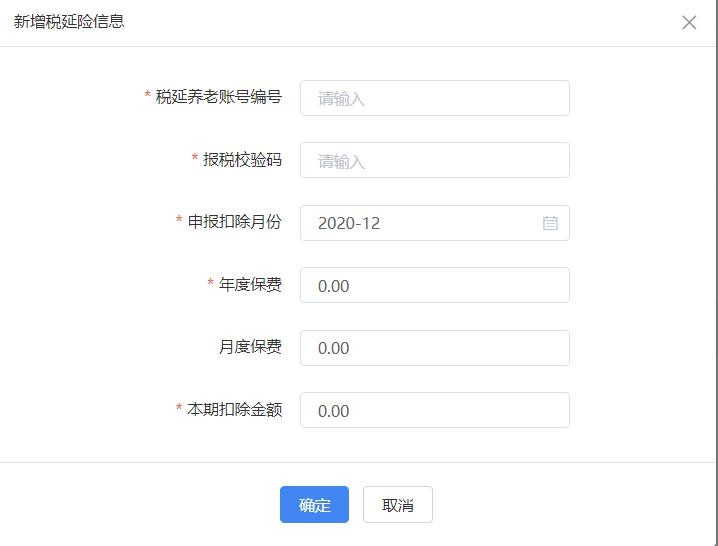 新增税延险信息
* 税延养老账号编号 请输入
* 报税校验码 请输入
* 申报扣除月份 2020-12
* 年度保费 0.00
月度保费 0.00
* 本期扣除金额 0.00
确定 取消